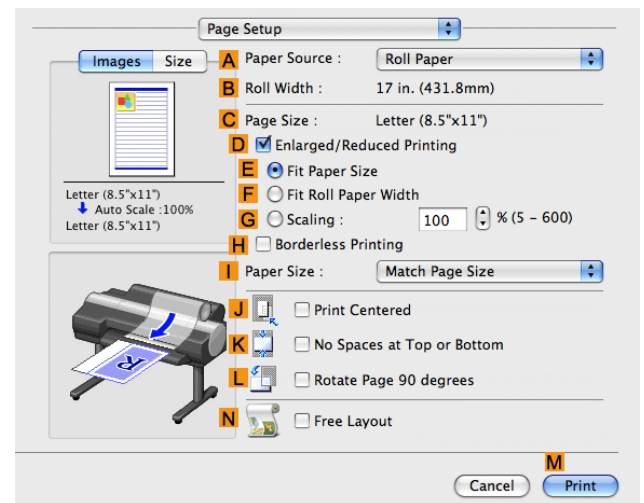 Page Setup
Images Size
A Paper Source : Roll Paper
B Roll Width : 17 in. (431.8mm)
C Page Size : Letter (8.5"x11")
D Enlarged/Reduced Printing
E Fit Paper Size
F Fit Roll Paper Width
G Scaling : 100 % (5 – 600)
H Borderless Printing
Letter (8.5"x11")
Auto Scale :100%
Letter (8.5"x11")
I Paper Size : Match Page Size
J Print Centered
K No Spaces at Top or Bottom
L Rotate Page 90 degrees
R
N Free Layout
M
Cancel Print